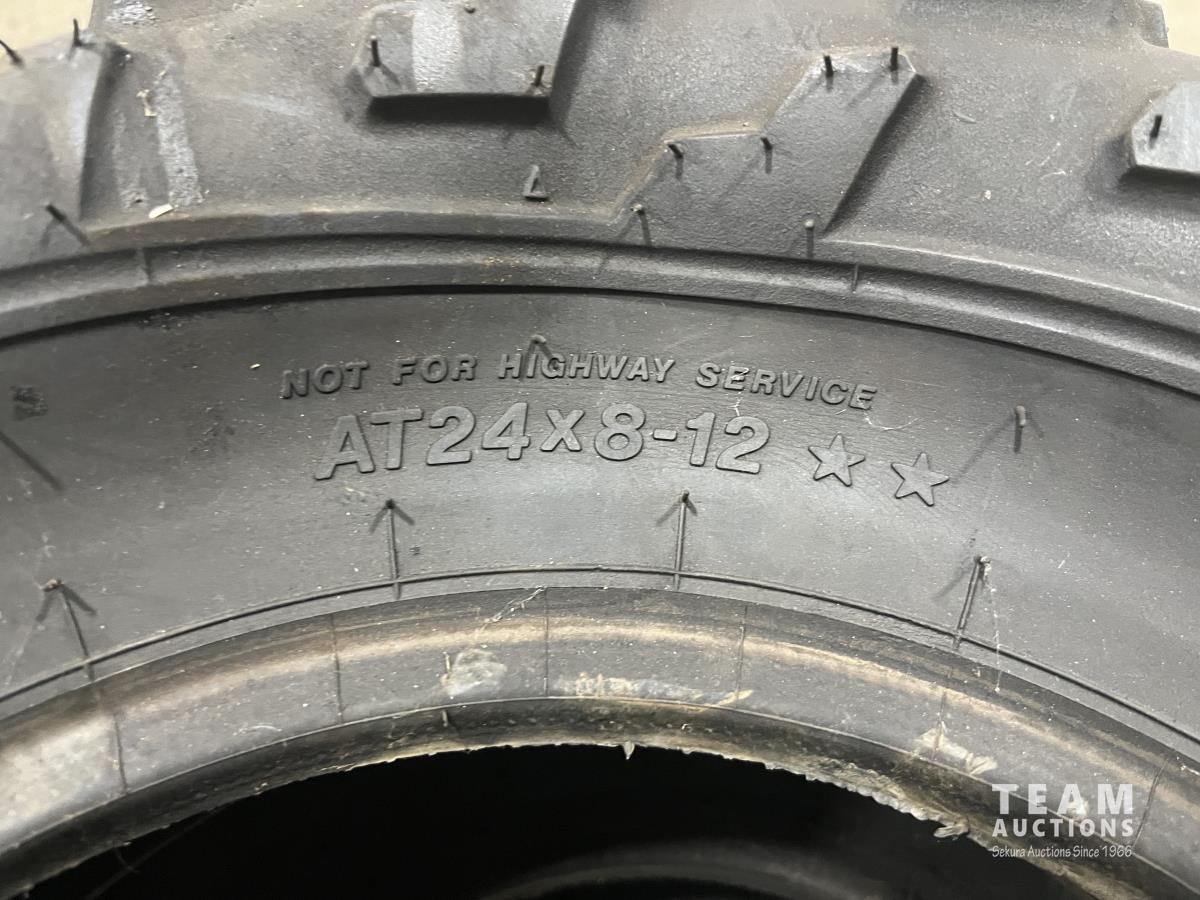 NOT FOR HIGHWAY SERVICE
AT24x8-12 ☆☆
TEAM
AUCTIONS
Sekura Auctions Since 1966